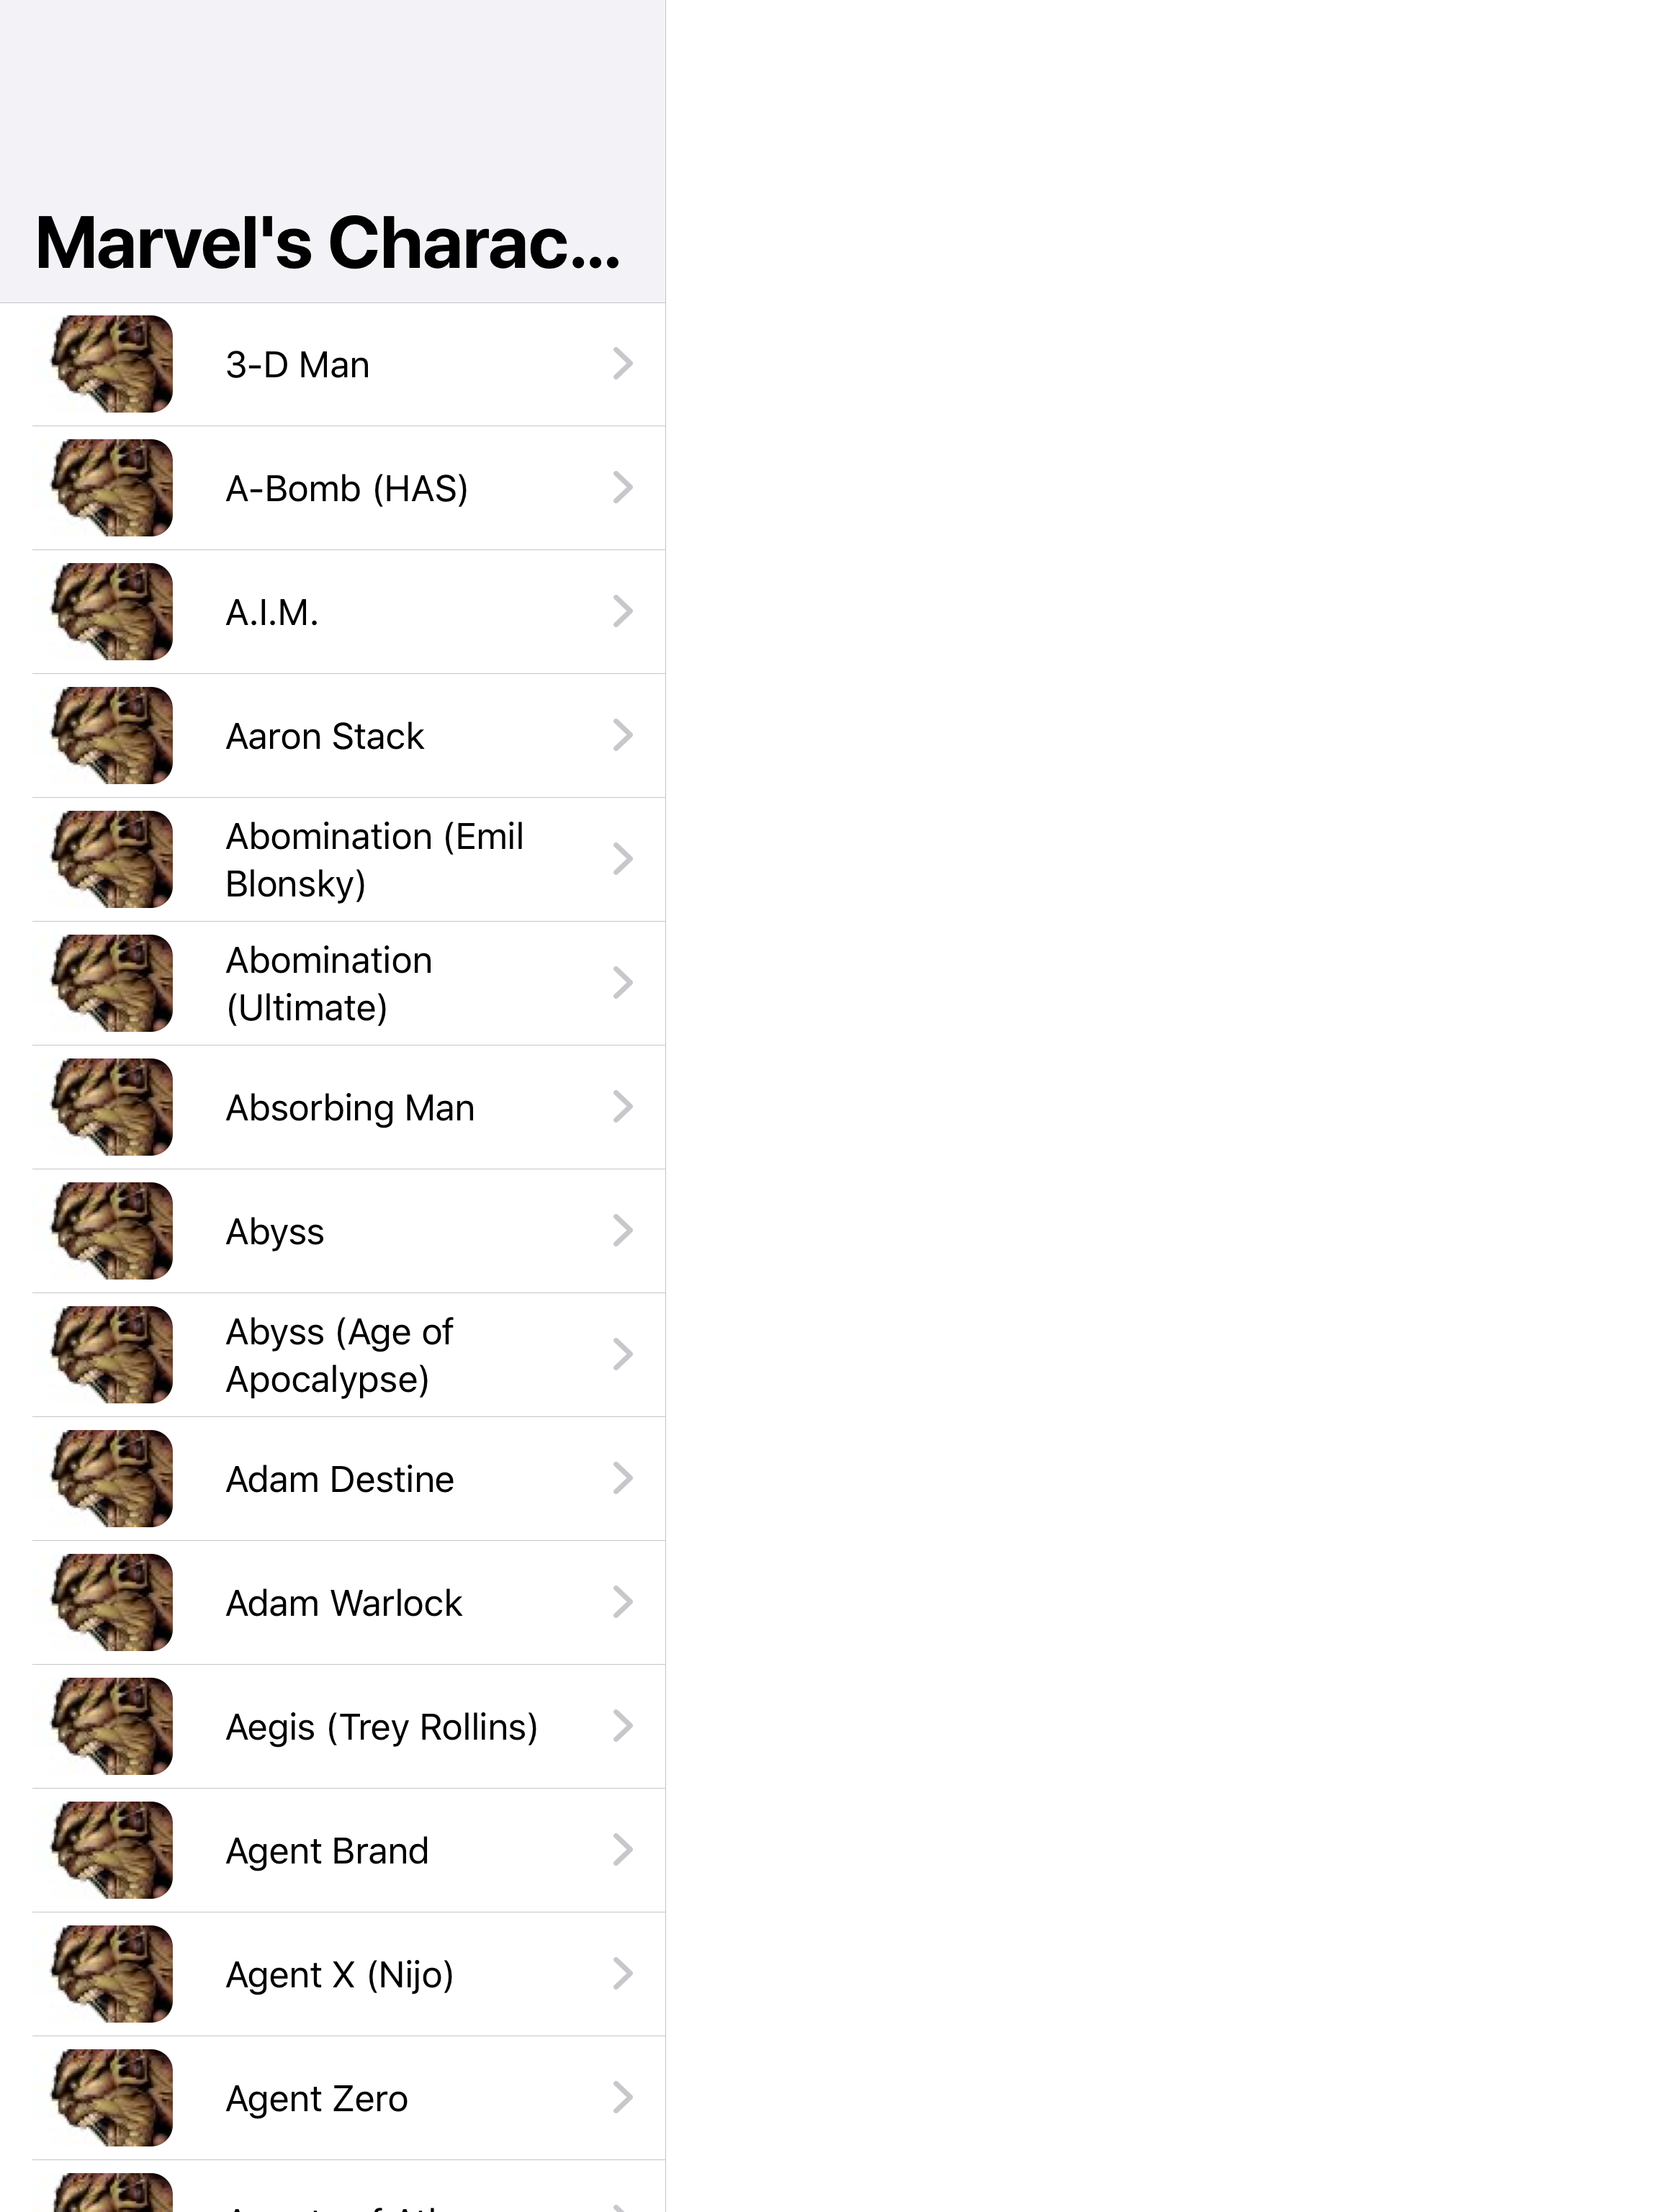 Marvel's Charac...
3-D Man
A-Bomb (HAS)
A.I.M.
Aaron Stack
Abomination (Emil
Blonsky)
Abomination
(Ultimate)
Absorbing Man
Abyss
Abyss (Age of
Apocalypse)
Adam Destine
Adam Warlock
Aegis (Trey Rollins)
Agent Brand
Agent X (Nijo)
Agent Zero